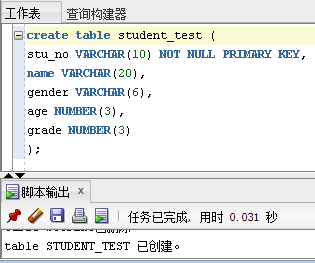 工作表 查询构建器
create table student_test (
stu_no VARCHAR(10) NOT NULL PRIMARY KEY,
name VARCHAR(20),
gender VARCHAR(6),
age NUMBER(3),
grade NUMBER(3)
);
脚本输出 x
任务已完成, 用时 0.031 秒
table STUDENT_TEST 已创建。